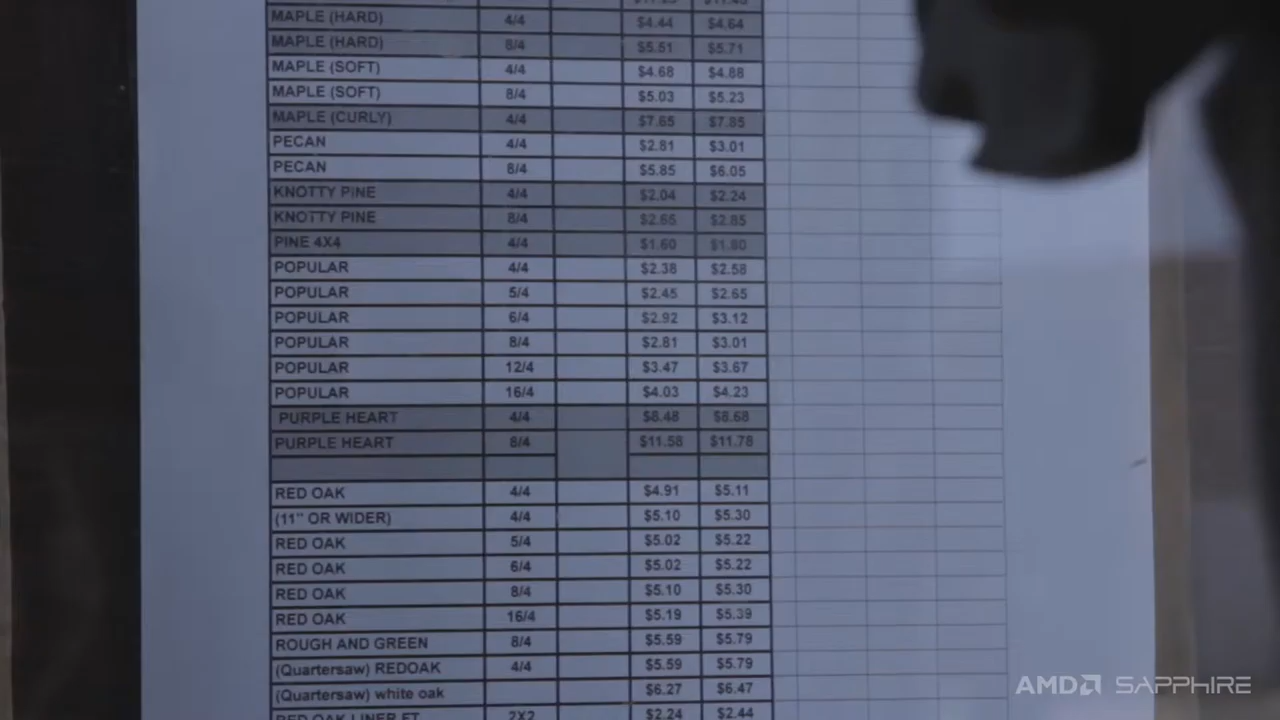 MAPLE (HARD) 4/4 $4.44 $4.64
MAPLE (HARD) 8/4 $5.51 $5.71
MAPLE (SOFT) 4/4 $4.68 $4.88
MAPLE (SOFT) 8/4 $5.03 $5.23
MAPLE (CURLY) 4/4 $7.65 $7.85
PECAN 4/4 $2.81 $3.01
PECAN 8/4 $5.85 $6.05
KNOTTY PINE 4/4 $2.04 $2.24
KNOTTY PINE 8/4 $2.65 $2.85
PINE 4X4 4/4 $1.60 $1.80
POPULAR 4/4 $2.38 $2.58
POPULAR 5/4 $2.45 $2.65
POPULAR 6/4 $2.92 $3.12
POPULAR 8/4 $2.81 $3.01
POPULAR 12/4 $3.47 $3.67
POPULAR 16/4 $4.03 $4.23
PURPLE HEART 4/4 $8.48 $8.68
PURPLE HEART 8/4 $11.58 $11.78
RED OAK 4/4 $4.91 $5.11
(11" OR WIDER) 4/4 $5.10 $5.30
RED OAK 5/4 $5.02 $5.22
RED OAK 6/4 $5.02 $5.22
RED OAK 8/4 $5.10 $5.30
RED OAK 16/4 $5.19 $5.39
ROUGH AND GREEN 8/4 $5.59 $5.79
(Quartersaw) REDOAK 4/4 $5.59 $5.79
(Quartersaw) white oak $6.27 $6.47
RED OAK LINER FT 2X2 $2.24 $2.44
AMD SAPPHIRE